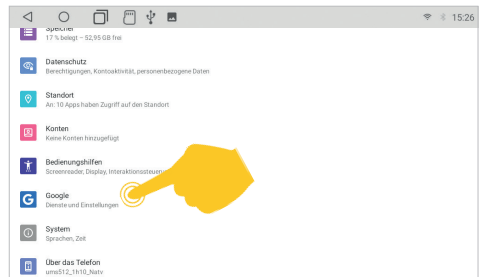 15:26
Speicher
17 % belegt – 52,95 GB frei
Datenschutz
Berechtigungen, Kontoaktivität, personenbezogene Daten
Standort
An: 10 Apps haben Zugriff auf den Standort
Konten
Keine Konten hinzugefügt
Bedienungshilfen
Screenreader, Display,
G Google
Dienste und Einstellungen
System
Sprachen, Zeit
Über das Telefon
ums512_1h10_Natv